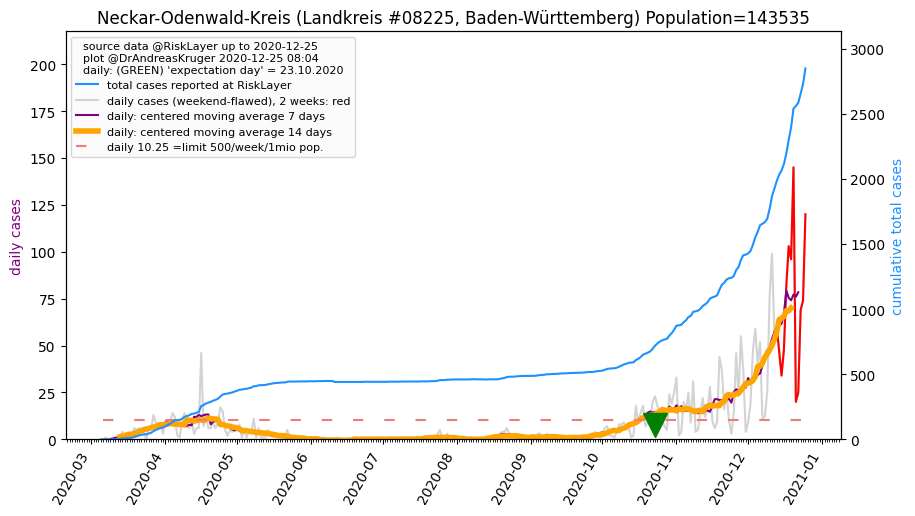 Neckar-Odenwald-Kreis (Landkreis #08225, Baden-Württemberg) Population=143535
source data @RiskLayer up to 2020-12-25
plot @DrAndreasKruger 2020-12-25 08:04
daily: (GREEN) 'expectation day' = 23.10.2020
total cases reported at RiskLayer
daily cases (weekend-flawed), 2 weeks: red
daily: centered moving average 7 days
daily: centered moving average 14 days
daily 10.25 =limit 500/week/1mio pop.
daily cases
200
175
150
125
100
75
50
25
0
3000
2500
2000
1500
1000
500
0
cumulative total cases
2020-03
2020-04
2020-05
2020-06
2020-07
2020-08
2020-09
2020-10
2020-11
2020-12
2021-01